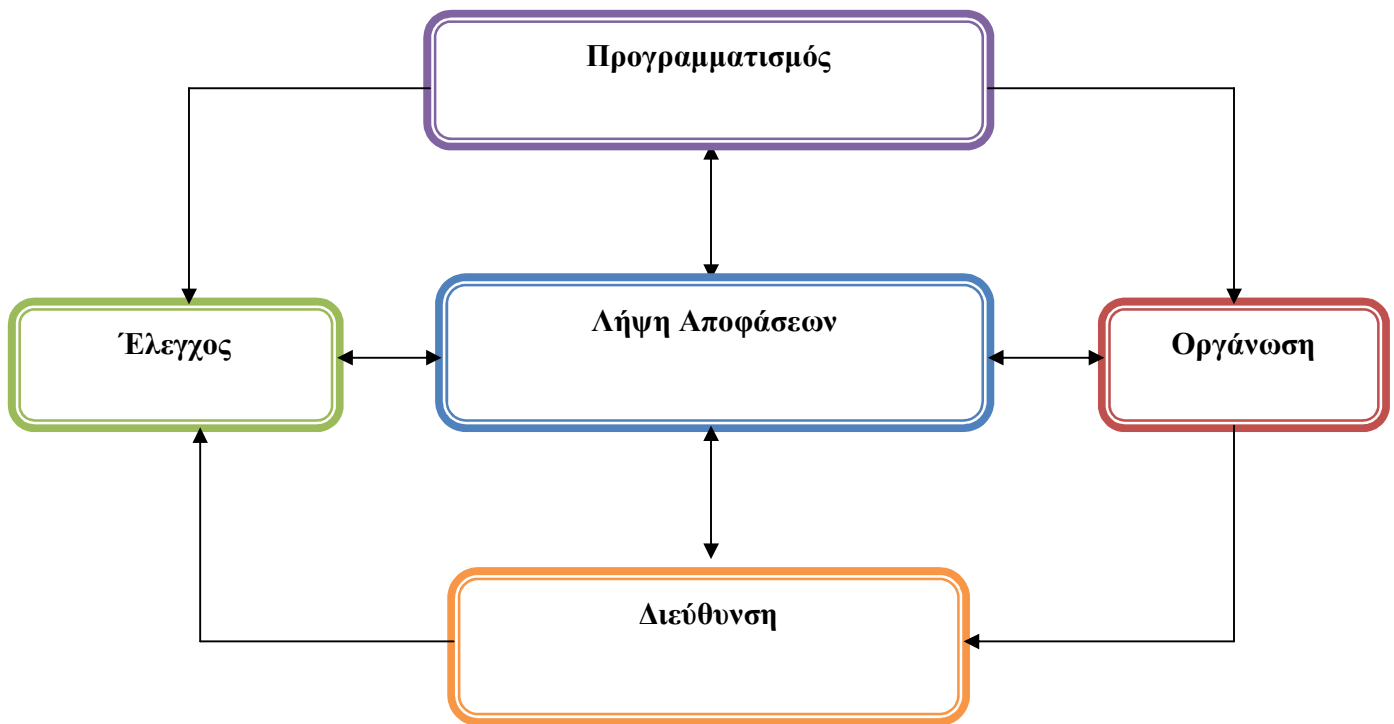 Προγραμματισμός
Έλεγχος
Λήψη Αποφάσεων
Οργάνωση
Διεύθυνση